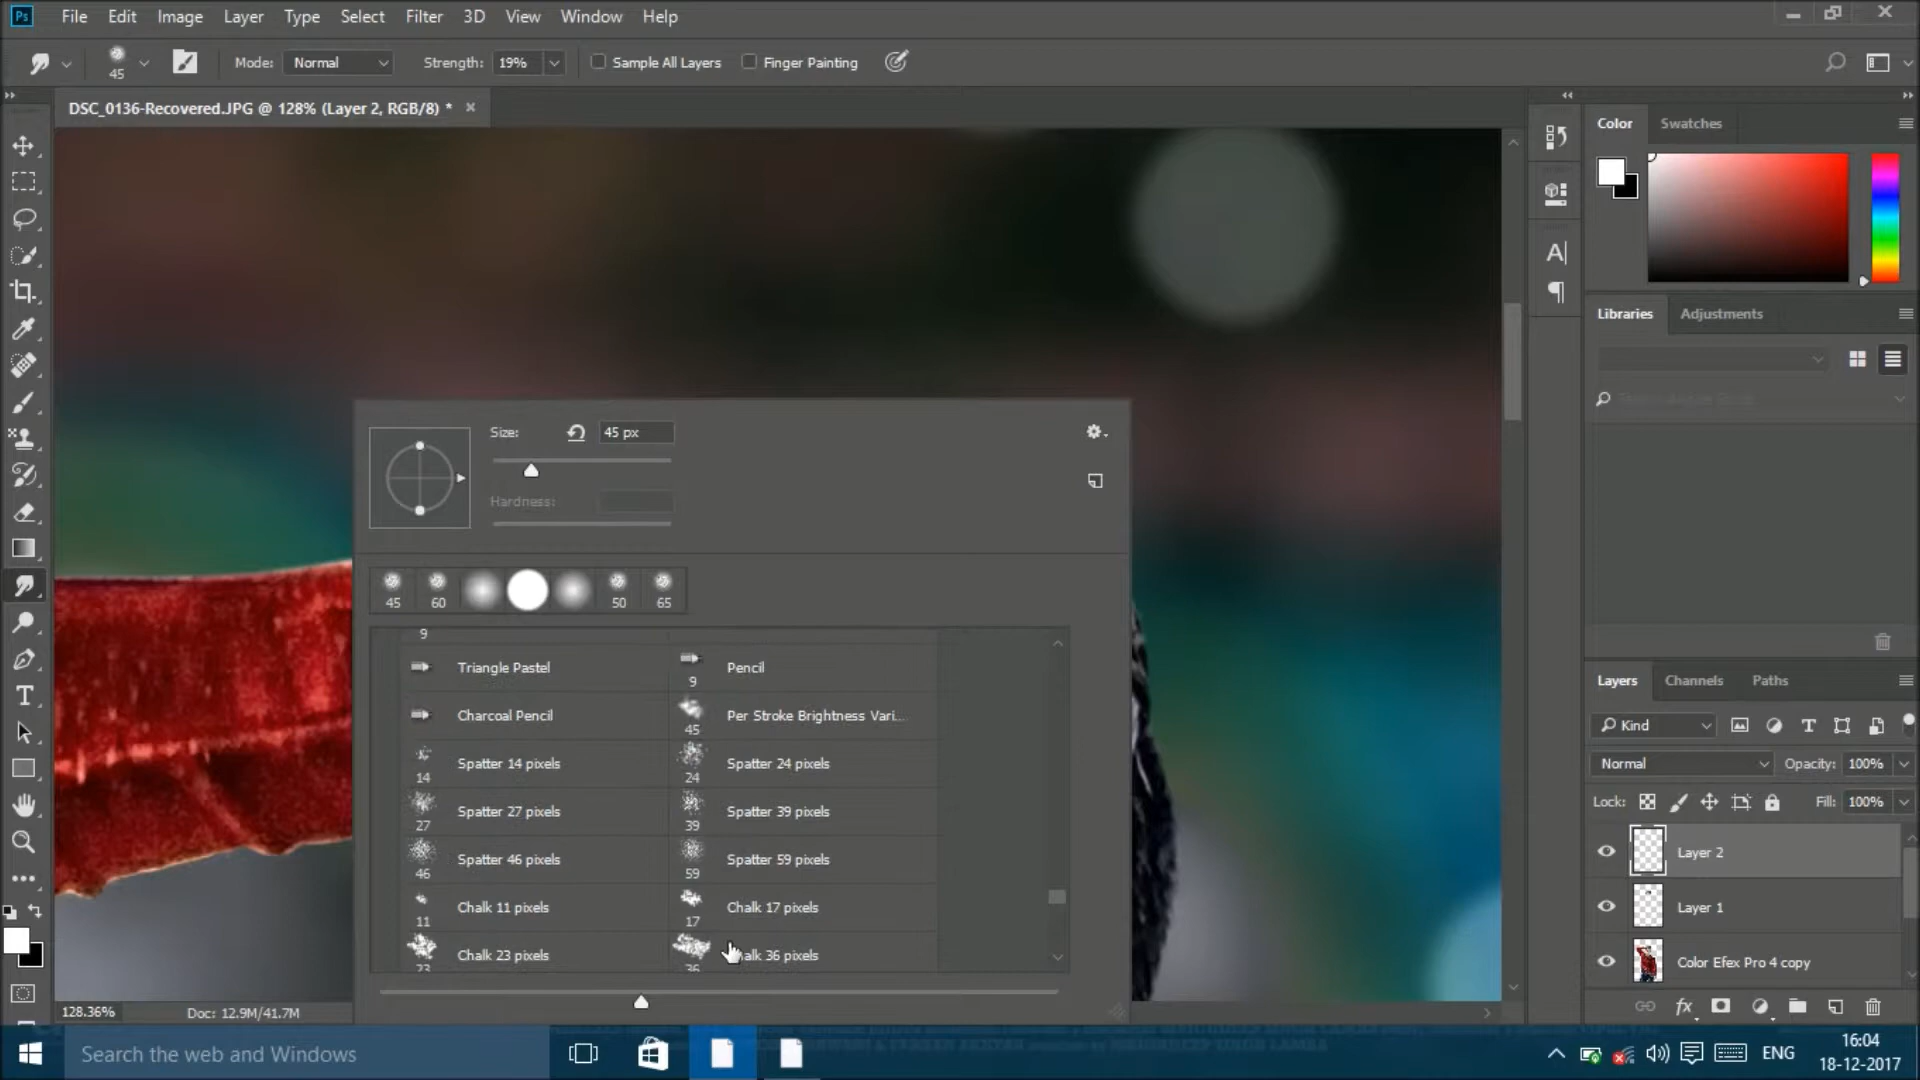 Ps File Edit Image Layer Type Select Filter 3D View Window Help
45 Mode: Normal Strength: 19% Sample All Layers Finger Painting
DSC_0136-Recovered.JPG @ 128% (Layer 2, RGB/8) *
Color Swatches
Libraries Adjustments
Size: 45 px
Hardness:
45 60 50 65
9
Triangle Pastel Pencil
9
Charcoal Pencil Per Stroke Brightness Vari...
45
Spatter 14 pixels Spatter 24 pixels
14 24
Spatter 27 pixels Spatter 39 pixels
27 39
Spatter 46 pixels Spatter 59 pixels
46 59
Chalk 11 pixels Chalk 17 pixels
11 17
Chalk 23 pixels alk 36 pixels
23 36
Layers Channels Paths
Kind
Normal Opacity: 100%
Lock: Fill: 100%
Layer 2
Layer 1
Color Efex Pro 4 copy
128.36% Doc: 12.9M/41.7M
Search the web and Windows
ENG
16:04
18-12-2017